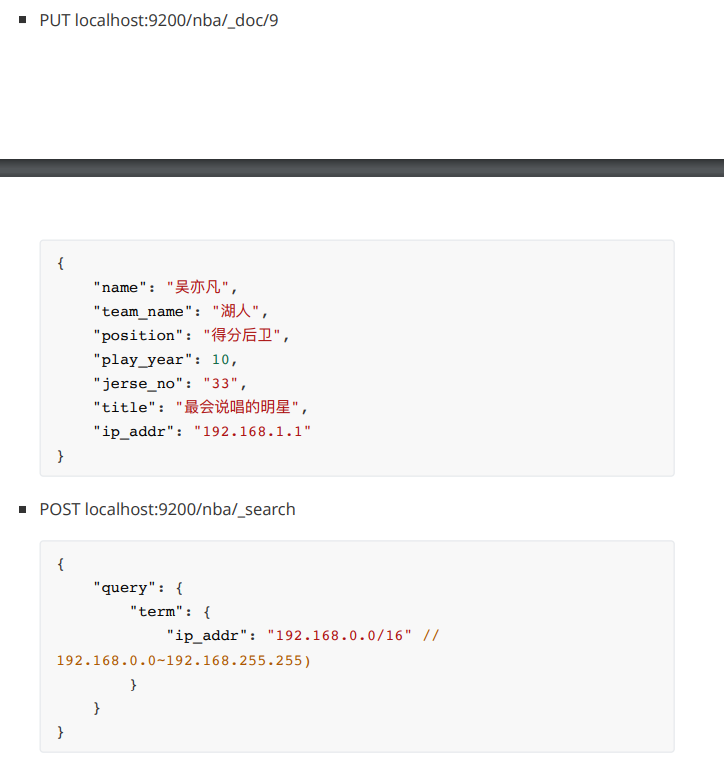 PUT localhost:9200/nba/_doc/9
{
"name": "吴亦凡",
"team_name": "湖人",
"position": "得分后卫",
"play_year": 10,
"jerse_no": "33",
"title": "最会说唱的明星",
"ip_addr": "192.168.1.1"
}
POST localhost:9200/nba/_search
{
"query": {
"term": {
"ip_addr": "192.168.0.0/16" //
192.168.0.0~192.168.255.255)
}
}
}